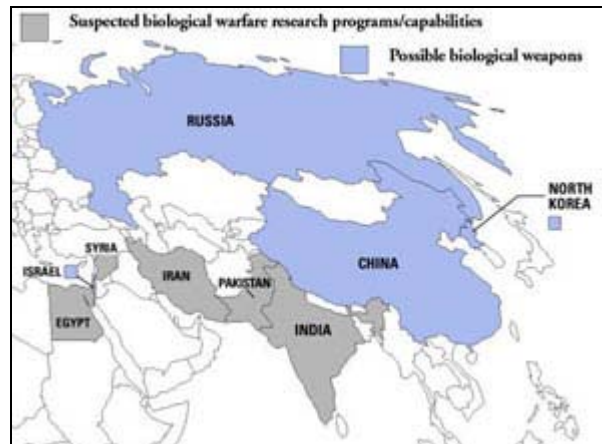 Suspected biological warfare research programs/capabilities
Possible biological weapons
RUSSIA
NORTH
KOREA
CHINA
SYRIA
ISRAEL
IRAN
PAKISTAN
EGYPT
INDIA